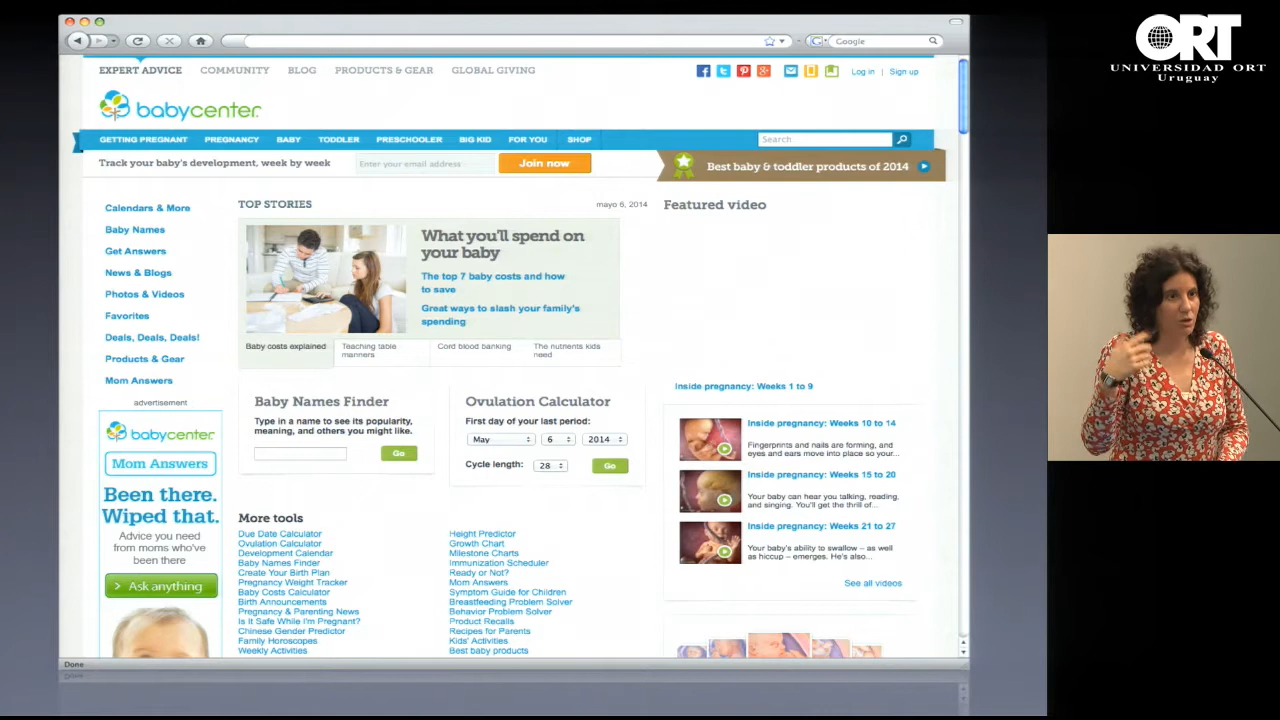 ORT
UNIVERSIDAD ORT
Uruguay
Google
EXPERT ADVICE COMMUNITY BLOG PRODUCTS & GEAR GLOBAL GIVING
Log in | Sign up
babycenter
GETTING PREGNANT PREGNANCY BABY TODDLER PRESCHOOLER BIG KID FOR YOU SHOP
Search
Track your baby's development, week by week
Enter your email address
Join now
Best baby & toddler products of 2014
Calendars & More
Baby Names
Get Answers
News & Blogs
Photos & Videos
Favorites
Deals, Deals, Deals!
Products & Gear
Mom Answers
advertisement
babycenter
Mom Answers
Been there.
Wiped that.
Advice you need
from moms who've
been there
> Ask anything
TOP STORIES
mayo 6, 2014
What you'll spend on
your baby
The top 7 baby costs and how
to save
Great ways to slash your family's
spending
Baby costs explained
Teaching table
manners
Cord blood banking
The nutrients kids
need
Baby Names Finder
Type in a name to see its popularity,
meaning, and others you might like.
Go
Ovulation Calculator
First day of your last period:
May 6 2014
Cycle length: 28 Go
More tools
Due Date Calculator
Ovulation Calculator
Development Calendar
Baby Names Finder
Create Your Birth Plan
Pregnancy Weight Tracker
Baby Costs Calculator
Birth Announcements
Pregnancy & Parenting News
Is It Safe While I'm Pregnant?
Chinese Gender Predictor
Family Horoscopes
Weekly Activities
Height Predictor
Growth Chart
Milestone Charts
Immunization Scheduler
Ready or Not?
Mom Answers
Symptom Guide for Children
Breastfeeding Problem Solver
Behavior Problem Solver
Product Recalls
Recipes for Parents
Kids' Activities
Best baby products
Featured video
Inside pregnancy: Weeks 1 to 9
Inside pregnancy: Weeks 10 to 14
Fingerprints and nails are forming, and
eyes and ears move into place so your...
Inside pregnancy: Weeks 15 to 20
Your baby can hear you talking, reading,
and singing. You'll get the thrill of...
Inside pregnancy: Weeks 21 to 27
Your baby's ability to swallow – as well
as hiccup – emerges. He's also...
See all videos
Done